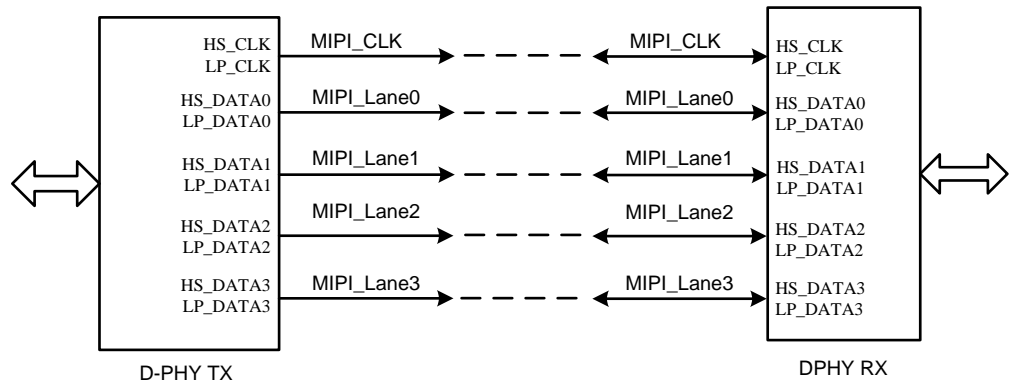 HS_CLK
LP_CLK
HS_DATA0
LP_DATA0
HS_DATA1
LP_DATA1
HS_DATA2
LP_DATA2
HS_DATA3
LP_DATA3
D-PHY TX
MIPI_CLK
MIPI_Lane0
MIPI_Lane1
MIPI_Lane2
MIPI_Lane3
MIPI_CLK
MIPI_Lane0
MIPI_Lane1
MIPI_Lane2
MIPI_Lane3
HS_CLK
LP_CLK
HS_DATA0
LP_DATA0
HS_DATA1
LP_DATA1
HS_DATA2
LP_DATA2
HS_DATA3
LP_DATA3
DPHY RX